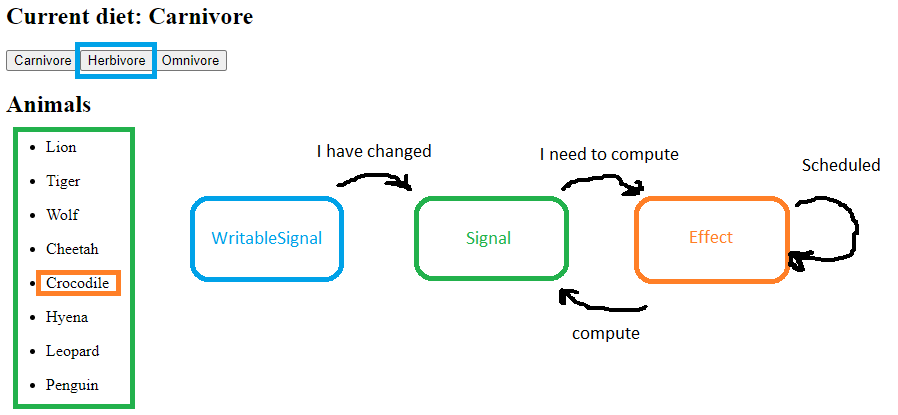 Current diet: Carnivore
Carnivore Herbivore Omnivore
Animals
Lion
Tiger
Wolf
Cheetah
Crocodile
Hyena
Leopard
Penguin
I have changed
I need to compute
Scheduled
WritableSignal
Signal
Effect
compute